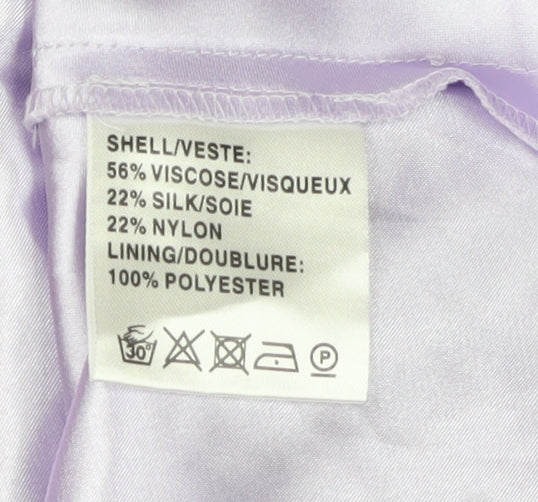 SHELL/VESTE:
56% VISCOSE/VISQUEUX
22% SILK/SOIE
22% NYLON
LINING/DOUBLURE:
100% POLYESTER
30° P